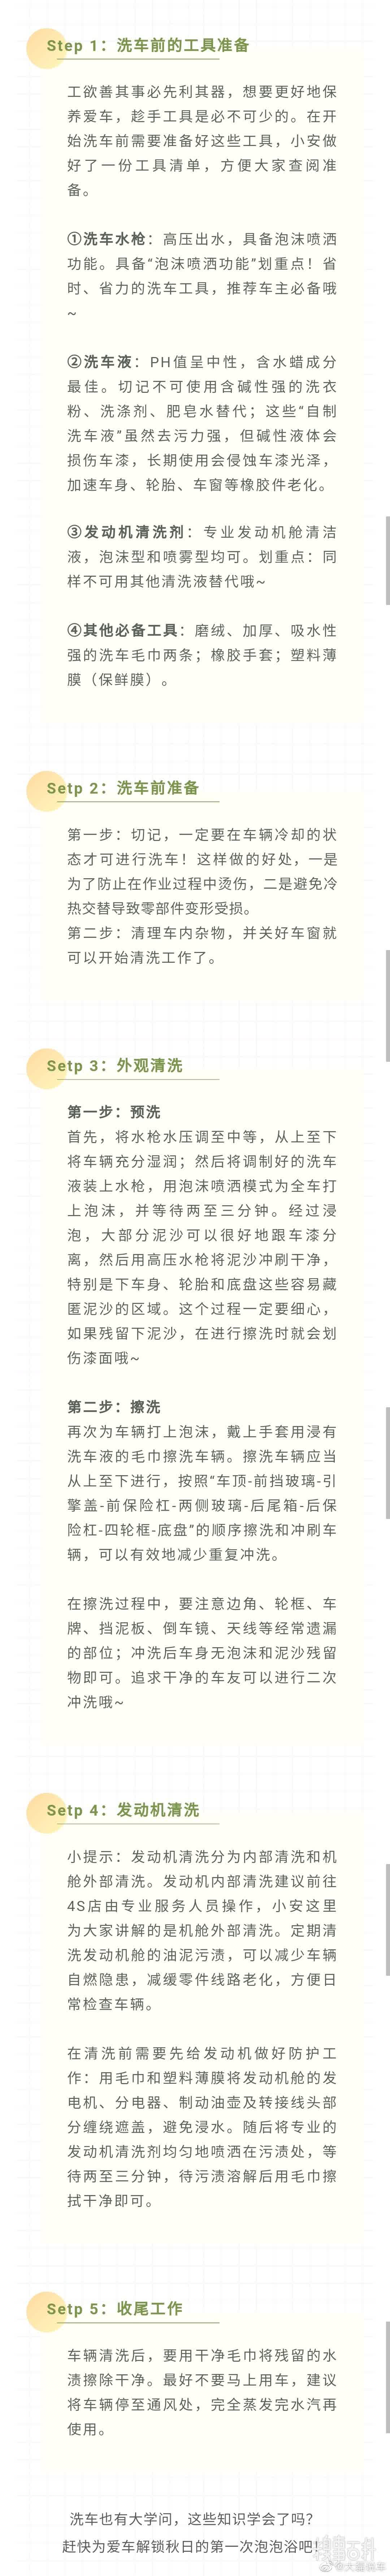 Step 1：洗车前的工具准备
工欲善其事必先利其器，想要更好地保
养爱车，趁手工具是必不可少的。在开
始洗车前需要准备好这些工具，小安做
好了一份工具清单，方便大家查阅准
备。
①洗车水枪：高压出水，具备泡沫喷洒
功能。具备“泡沫喷洒功能”划重点！省
时、省力的洗车工具，推荐车主必备哦
~
②洗车液：PH值呈中性，含水蜡成分
最佳。切记不可使用含碱性强的洗衣
粉、洗涤剂、肥皂水替代；这些“自制
洗车液”虽然去污力强，但碱性液体会
损伤车漆，长期使用会侵蚀车漆光泽，
加速车身、轮胎、车窗等橡胶件老化。
③发动机清洗剂：专业发动机舱清洁
液，泡沫型和喷雾型均可。划重点：同
样不可用其他清洗液替代哦~
④其他必备工具：磨绒、加厚、吸水性
强的洗车毛巾两条；橡胶手套；塑料薄
膜（保鲜膜）。
Setp 2：洗车前准备
第一步：切记，一定要在车辆冷却的状
态才可进行洗车！这样做的好处，一是
为了防止在作业过程中烫伤，二是避免冷
热交替导致零部件变形受损。
第二步：清理车内杂物，并关好车窗就
可以开始清洗工作了。
Setp 3：外观清洗
第一步：预洗
首先，将水枪水压调至中等，从上至下
将车辆充分湿润；然后将调制好的洗车
液装上水枪，用泡沫喷洒模式为全车打
上泡沫，并等待两至三分钟。经过浸
泡，大部分泥沙可以很好地跟车漆分
离，然后用高压水枪将泥沙冲刷干净，
特别是下车身、轮胎和底盘这些容易藏
匿泥沙的区域。这个过程一定要细心，
如果残留下泥沙，在进行擦洗时就会划
伤漆面哦~
第二步：擦洗
再次为车辆打上泡沫，戴上手套用浸有
洗车液的毛巾擦洗车辆。擦洗车辆应当
从上至下进行，按照“车顶-前挡玻璃-引
擎盖-前保险杠-两侧玻璃-后尾箱-后保
险杠-四轮框-底盘”的顺序擦洗和冲刷车
辆，可以有效地减少重复冲洗。
在擦洗过程中，要注意边角、轮框、车
牌、挡泥板、倒车镜、天线等经常遗漏
的部位；冲洗后车身无泡沫和泥沙残留
物即可。追求干净的车友可以进行二次
冲洗哦~
Setp 4：发动机清洗
小提示：发动机清洗分为内部清洗和机
舱外部清洗。发动机内部清洗建议前往
4S店由专业服务人员操作，小安这里
为大家讲解的是机舱外部清洗。定期清
洗发动机舱的油泥污渍，可以减少车辆
自燃隐患，减缓零件线路老化，方便日
常检查车辆。
在清洗前需要先给发动机做好防护工
作：用毛巾和塑料薄膜将发动机舱的发
电机、分电器、制动油壶及转接线头部
分缠绕遮盖，避免浸水。随后将专业的
发动机清洗剂均匀地喷洒在污渍处，等
待两至三分钟，待污渍溶解后用毛巾擦
拭干净即可。
Setp 5：收尾工作
车辆清洗后，要用干净毛巾将残留的水
渍擦除干净。最好不要马上用车，建议
将车辆停至通风处，完全蒸发完水汽再
使用。
洗车也有大学问，这些知识学会了吗？
赶快为爱车解锁秋日的第一次泡泡浴吧！